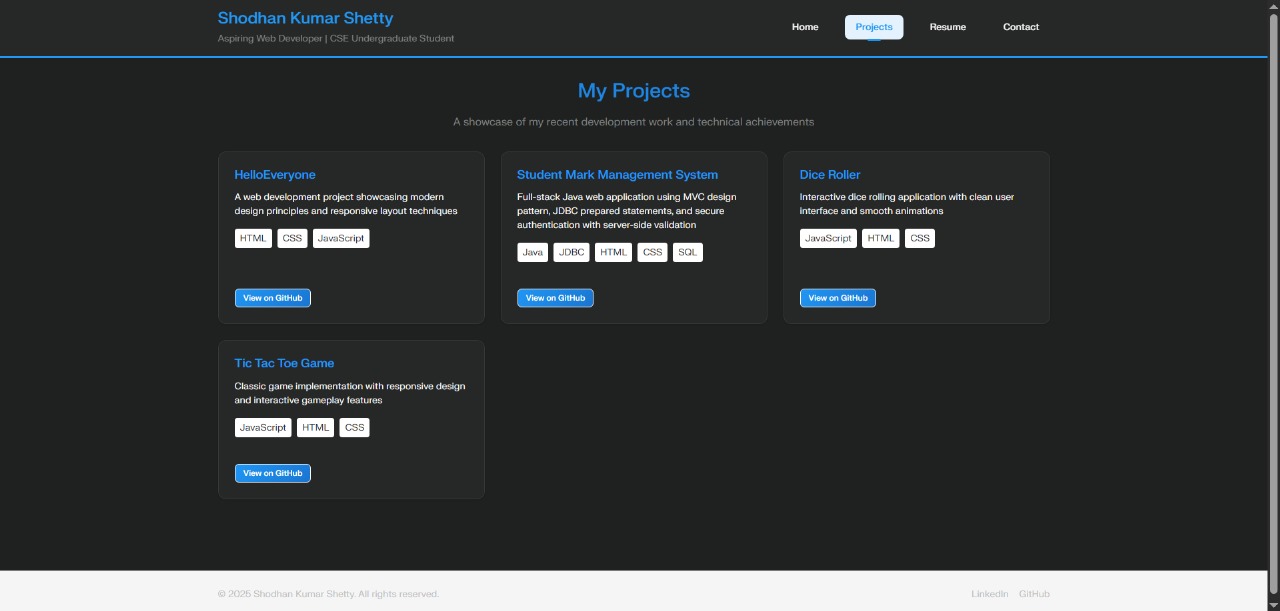 Shodhan Kumar Shetty
Aspiring Web Developer | CSE Undergraduate Student
Home
Projects
Resume
Contact
My Projects
A showcase of my recent development work and technical achievements
HelloEveryone
A web development project showcasing modern
design principles and responsive layout techniques
HTML CSS JavaScript
View on GitHub
Student Mark Management System
Full-stack Java web application using MVC design
pattern, JDBC prepared statements, and secure
authentication with server-side validation
Java JDBC HTML CSS SQL
View on GitHub
Dice Roller
Interactive dice rolling application with clean user
interface and smooth animations
JavaScript HTML CSS
View on GitHub
Tic Tac Toe Game
Classic game implementation with responsive design
and interactive gameplay features
JavaScript HTML CSS
View on GitHub
© 2025 Shodhan Kumar Shetty. All rights reserved.
LinkedIn GitHub